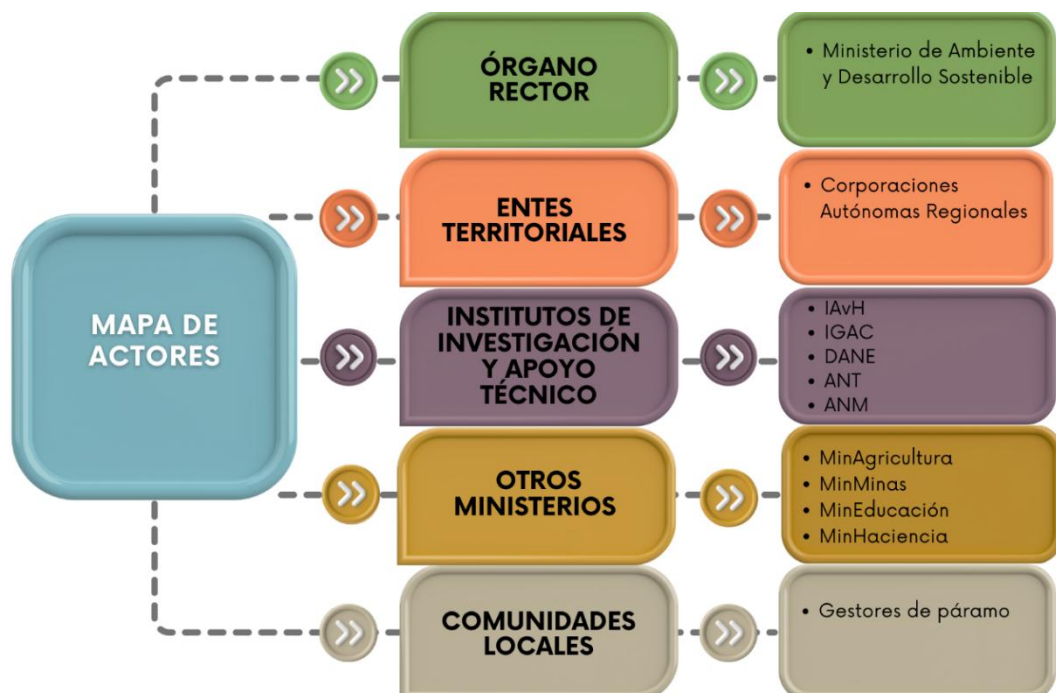 MAPA DE
ACTORES
ÓRGANO
RECTOR
• Ministerio de Ambiente
y Desarrollo Sostenible
ENTES
TERRITORIALES
• Corporaciones
Autónomas Regionales
INSTITUTOS DE
INVESTIGACIÓN
Y APOYO
TÉCNICO
• IAvH
• IGAC
• DANE
• ANT
• ANM
OTROS
MINISTERIOS
• MinAgricultura
• MinMinas
• MinEducación
• MinHaciencia
COMUNIDADES
LOCALES
• Gestores de páramo